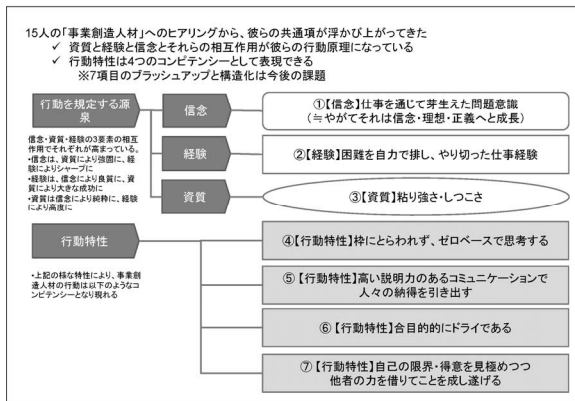 15人の「事業創造人材」へのヒアリングから、彼らの共通項が浮かび上がってきた
✓ 資質と経験と信念とそれらの相互作用が彼らの行動原理になっている
✓ 行動特性は4つのコンピテンシーとして表現できる
※7項目のブラッシュアップと構造化は今後の課題
行動を規定する源
泉
信念
①【信念】仕事を通じて芽生えた問題意識
(≒やがてそれは信念・理想・正義へと成長)
信念・資質・経験の3要素の相互
作用でそれぞれが高まっている。
・信念は、資質により強固に、経
験によりシャープに
・経験は、信念により良質に、資
質により大きな成功に
・資質は信念により純粋に、経験
により高度に
経験
②【経験】困難を自力で排し、やり切った仕事経験
資質
③【資質】粘り強さ・しつこさ
行動特性
④【行動特性】枠にとらわれず、ゼロベースで思考する
・上記の様な特性により、事業創
造人材の行動は以下のようなコ
ンピテンシーとなり現れる
⑤【行動特性】高い説明力のあるコミュニケーションで
人々の納得を引き出す
⑥【行動特性】合目的的にドライである
⑦【行動特性】自己の限界・得意を見極めつつ
他者の力を借りてことを成し遂げる